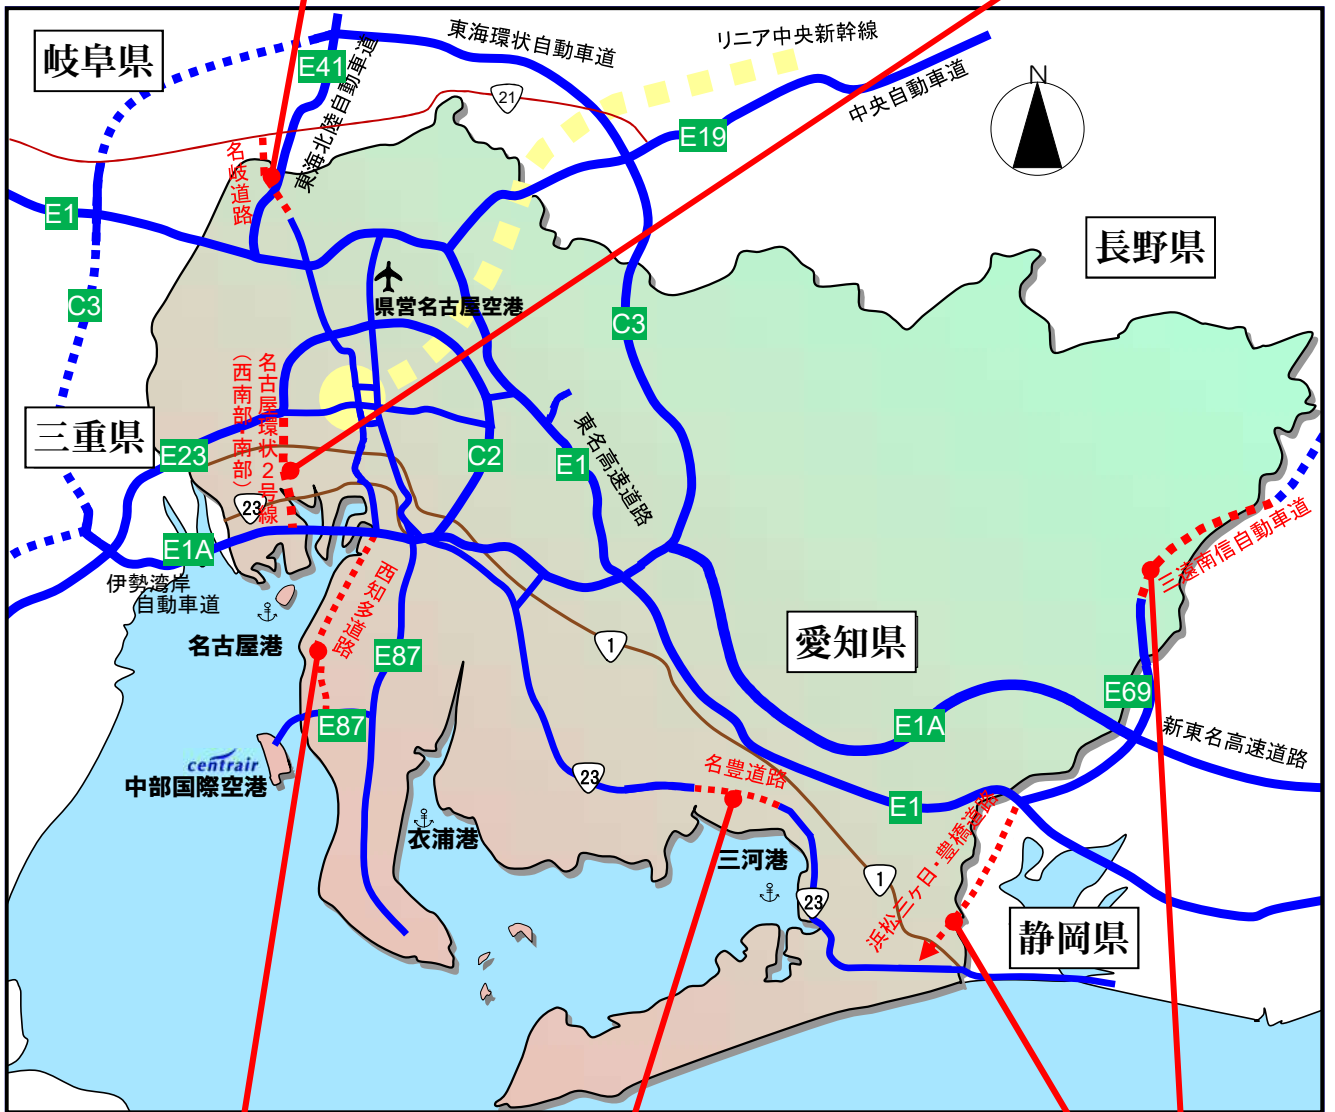 岐阜県
東海環状自動車道
リニア中央新幹線
E41
東海北陸自動車道
21
中央自動車道
N
E19
名岐道路
E1
長野県
C3
県営名古屋空港
C3
名古屋環状2号線
(西南部・南部)
三重県
E23
C2
E1
東名高速道路
23
E1A
伊勢湾岸
自動車道
三遠南信自動車道
名古屋港
西知多道路
1
愛知県
E87
E87
E69
E1A
新東名高速道路
centrair
中部国際空港
23
名豊道路
E1
衣浦港
三河港
浜松三ヶ日・豊橋道路
1
23
静岡県